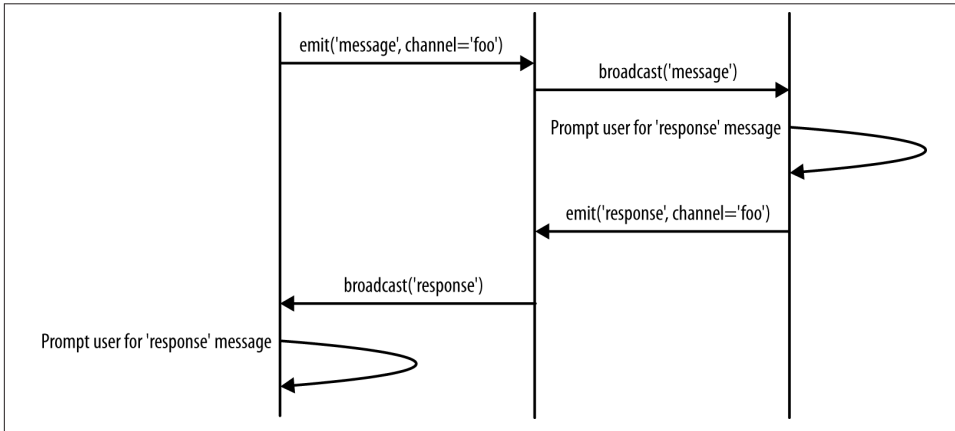 emit('message', channel='foo')
broadcast('message')
Prompt user for 'response' message
emit('response', channel='foo')
broadcast('response')
Prompt user for 'response' message